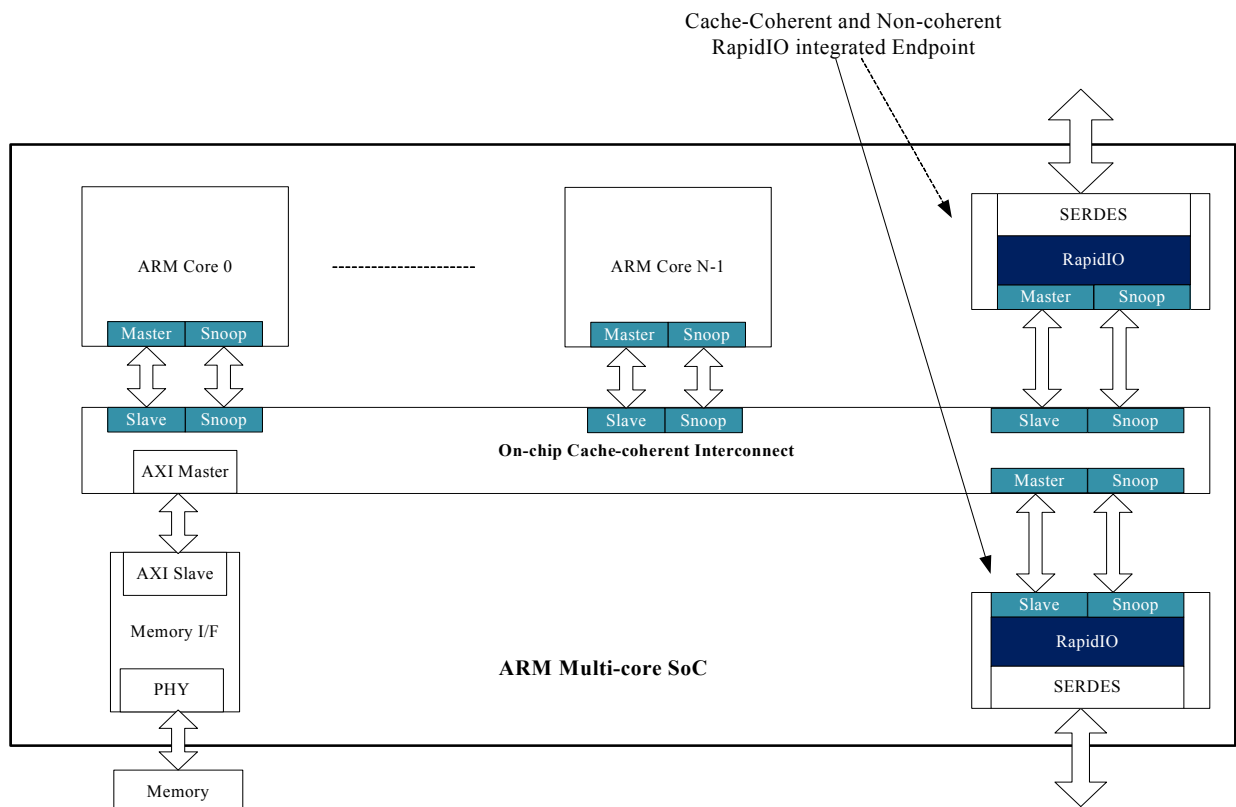 Cache-Coherent and Non-coherent
RapidIO integrated Endpoint
SERDES
RapidIO
Master
Snoop
ARM Core 0
ARM Core N-1
Master
Snoop
Master
Snoop
Slave
Snoop
Slave
Snoop
Slave
Snoop
On-chip Cache-coherent Interconnect
AXI Master
Master
Snoop
AXI Slave
Memory I/F
PHY
Memory
ARM Multi-core SoC
Slave
Snoop
RapidIO
SERDES